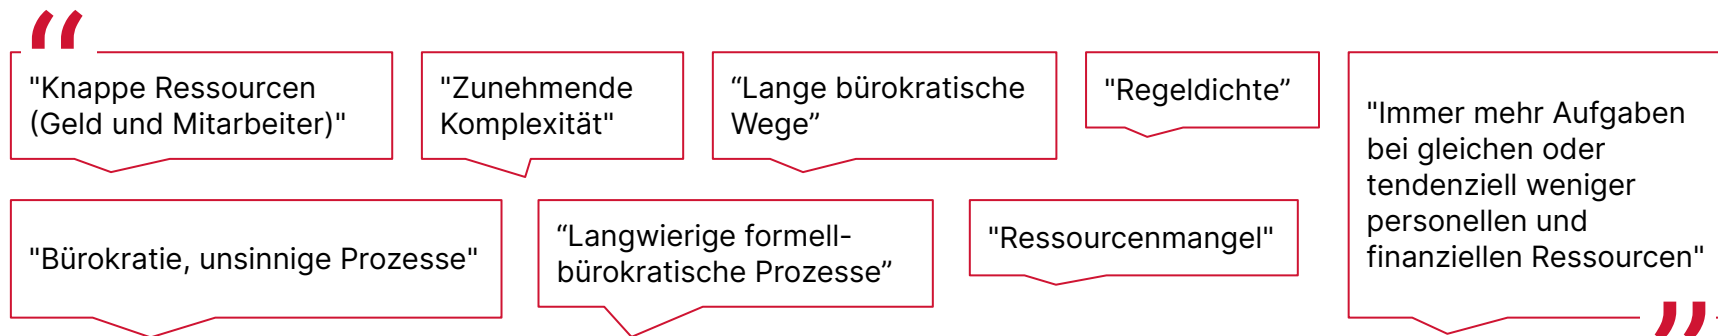 “
"Knappe Ressourcen
(Geld und Mitarbeiter)"
"Zunehmende
Komplexität"
“Lange bürokratische
Wege”
"Regeldichte”
"Immer mehr Aufgaben
bei gleichen oder
tendenziell weniger
personellen und
finanziellen Ressourcen"
"Bürokratie, unsinnige Prozesse"
“Langwierige formell-
bürokratische Prozesse”
"Ressourcenmangel"
”